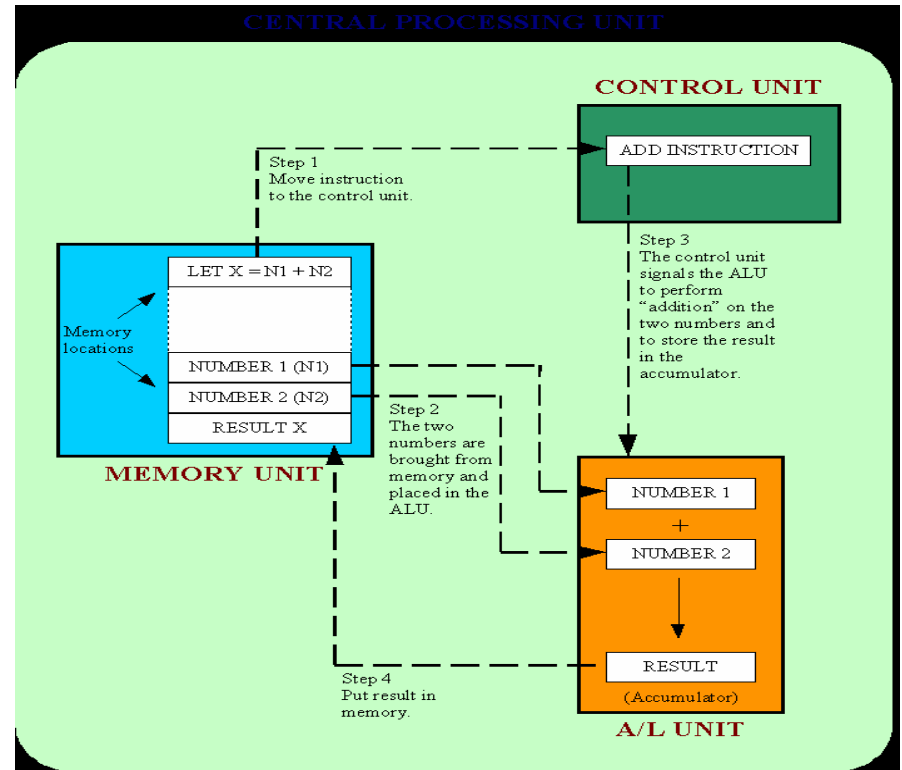 CENTRAL PROCESSING UNIT
CONTROL UNIT
ADD INSTRUCTION
Step 1
Move instruction
to the control unit.
Step 3
The control unit
signals the ALU
to perform
“addition” on the
two numbers and
to store the result
in the
accumulator.
LET X = N1 + N2
Memory
locations
NUMBER 1 (N1)
NUMBER 2 (N2)
RESULT X
MEMORY UNIT
Step 2
The two
numbers are
brought from
memory and
placed in the
ALU.
NUMBER 1
+
NUMBER 2
RESULT
(Accumulator)
A/L UNIT
Step 4
Put result in
memory.